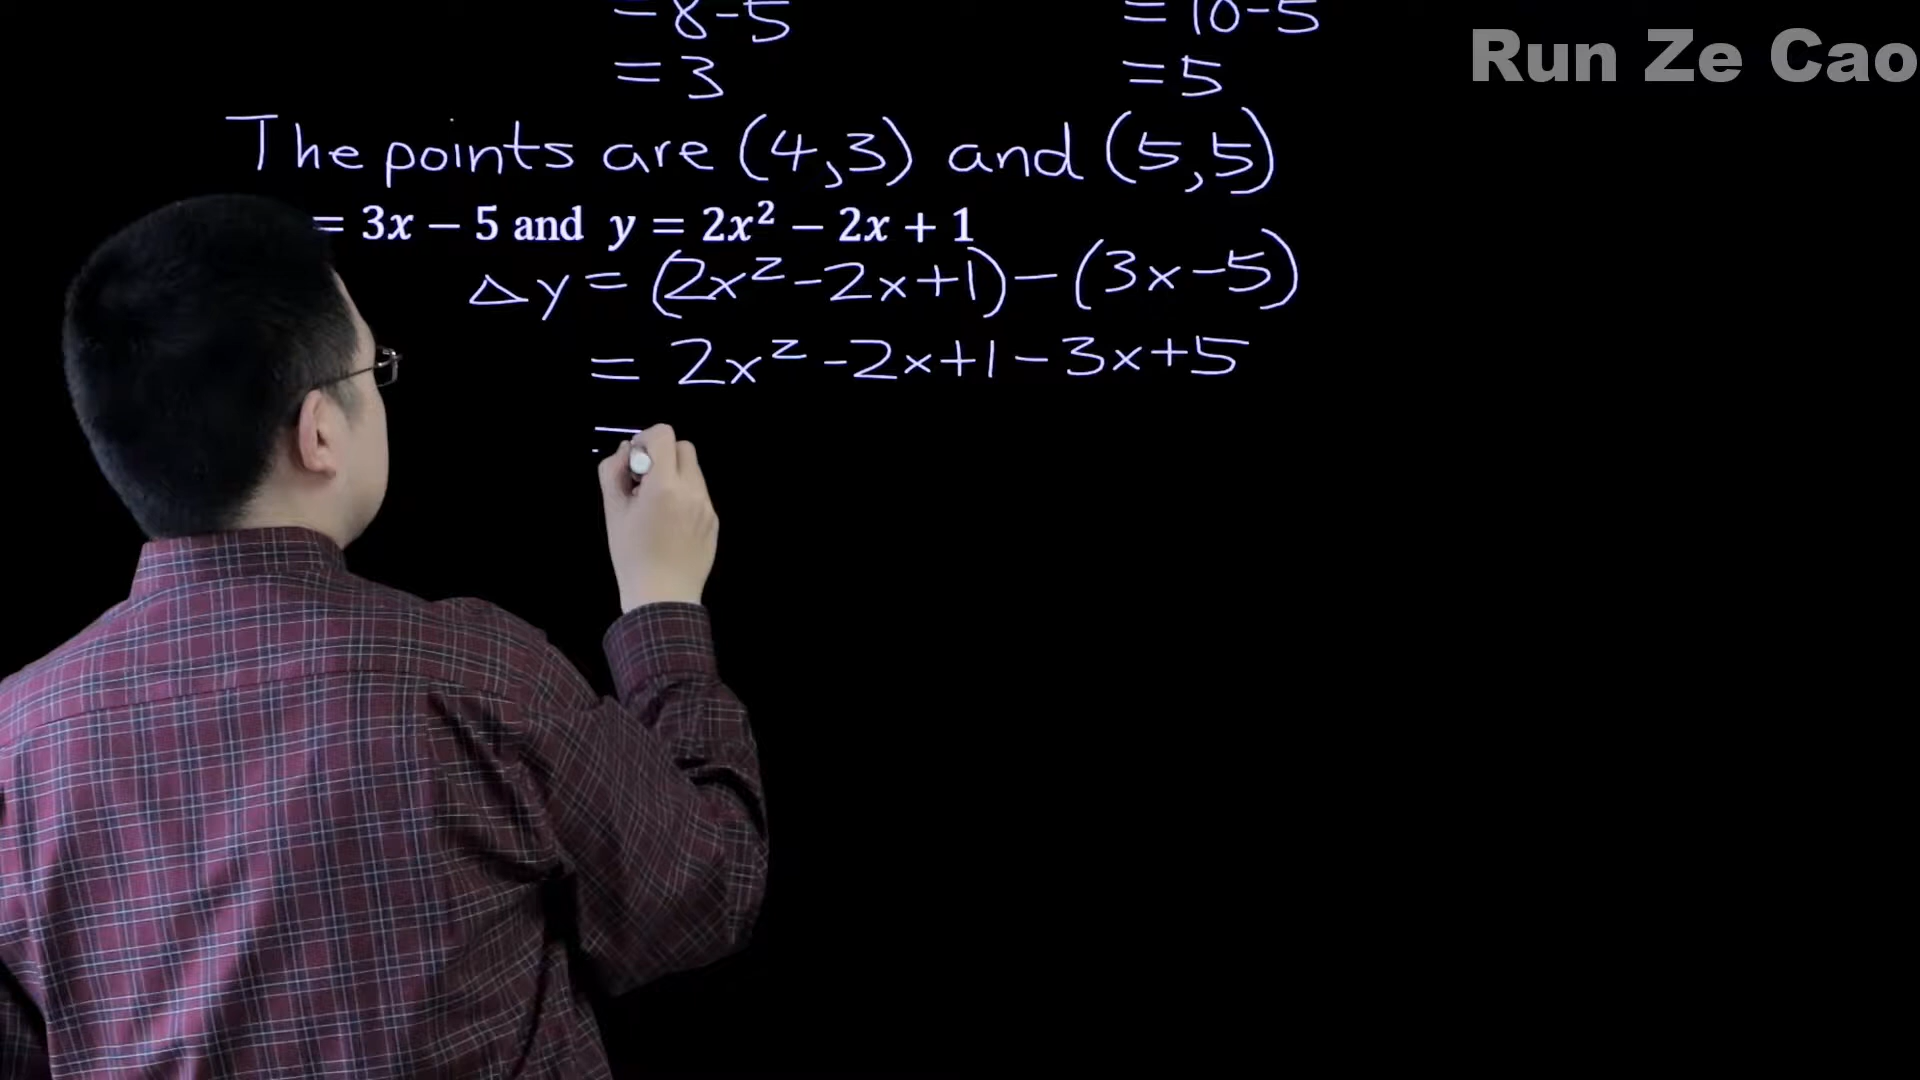 = 8-5 = 10-5
Run Ze Cao
= 3 = 5
The points are (4,3) and (5,5)
= 3x − 5 and y = 2x² − 2x + 1
△y = (2x²-2x+1)-(3x-5)
= 2x²-2x+1-3x+5
=